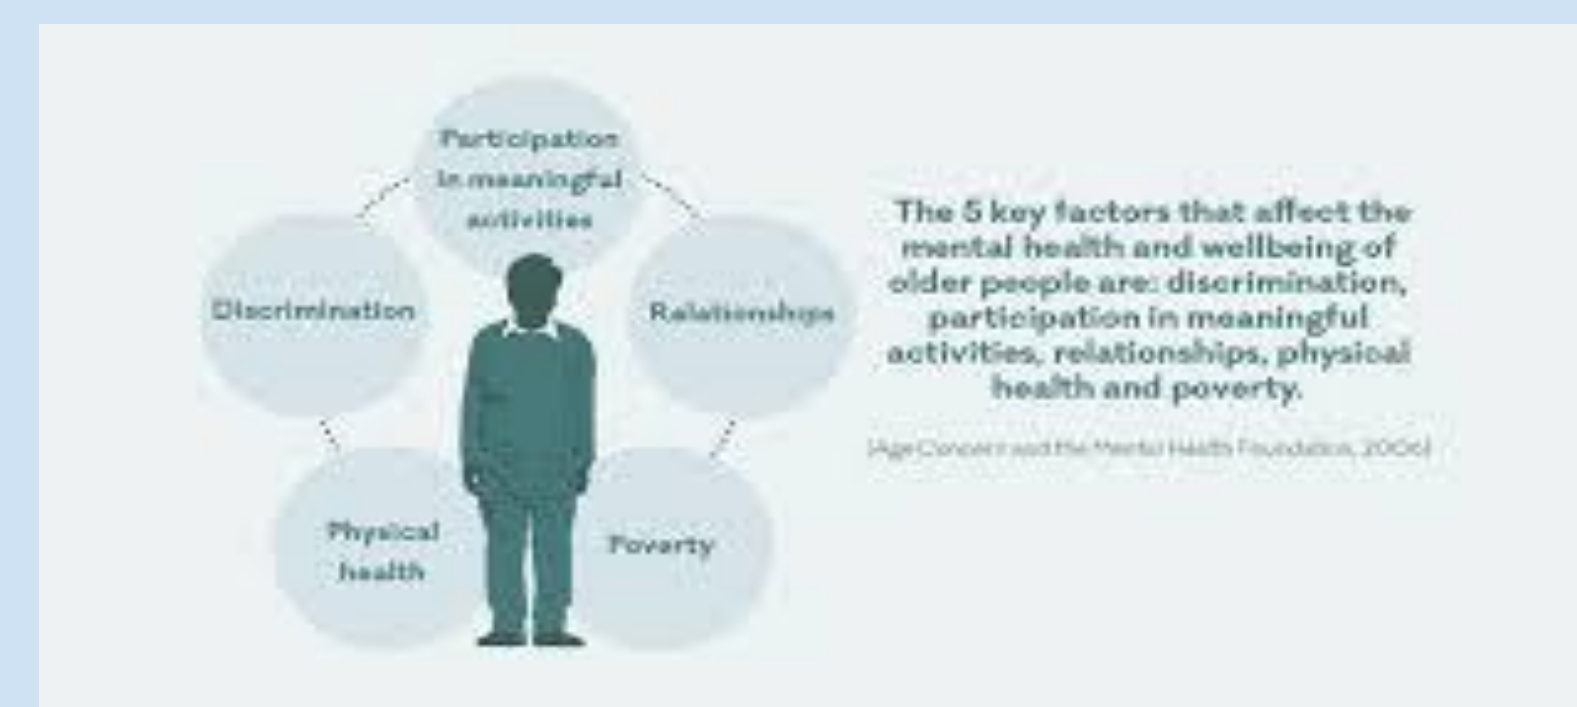 Participation
in meaningful
activities
Discrimination
Relationships
Physical
health
Poverty
The 5 key factors that affect the
mental health and wellbeing of
older people are: discrimination,
participation in meaningful
activities, relationships, physical
health and poverty.
(Age Concern and the Mental Health Foundation, 2006)